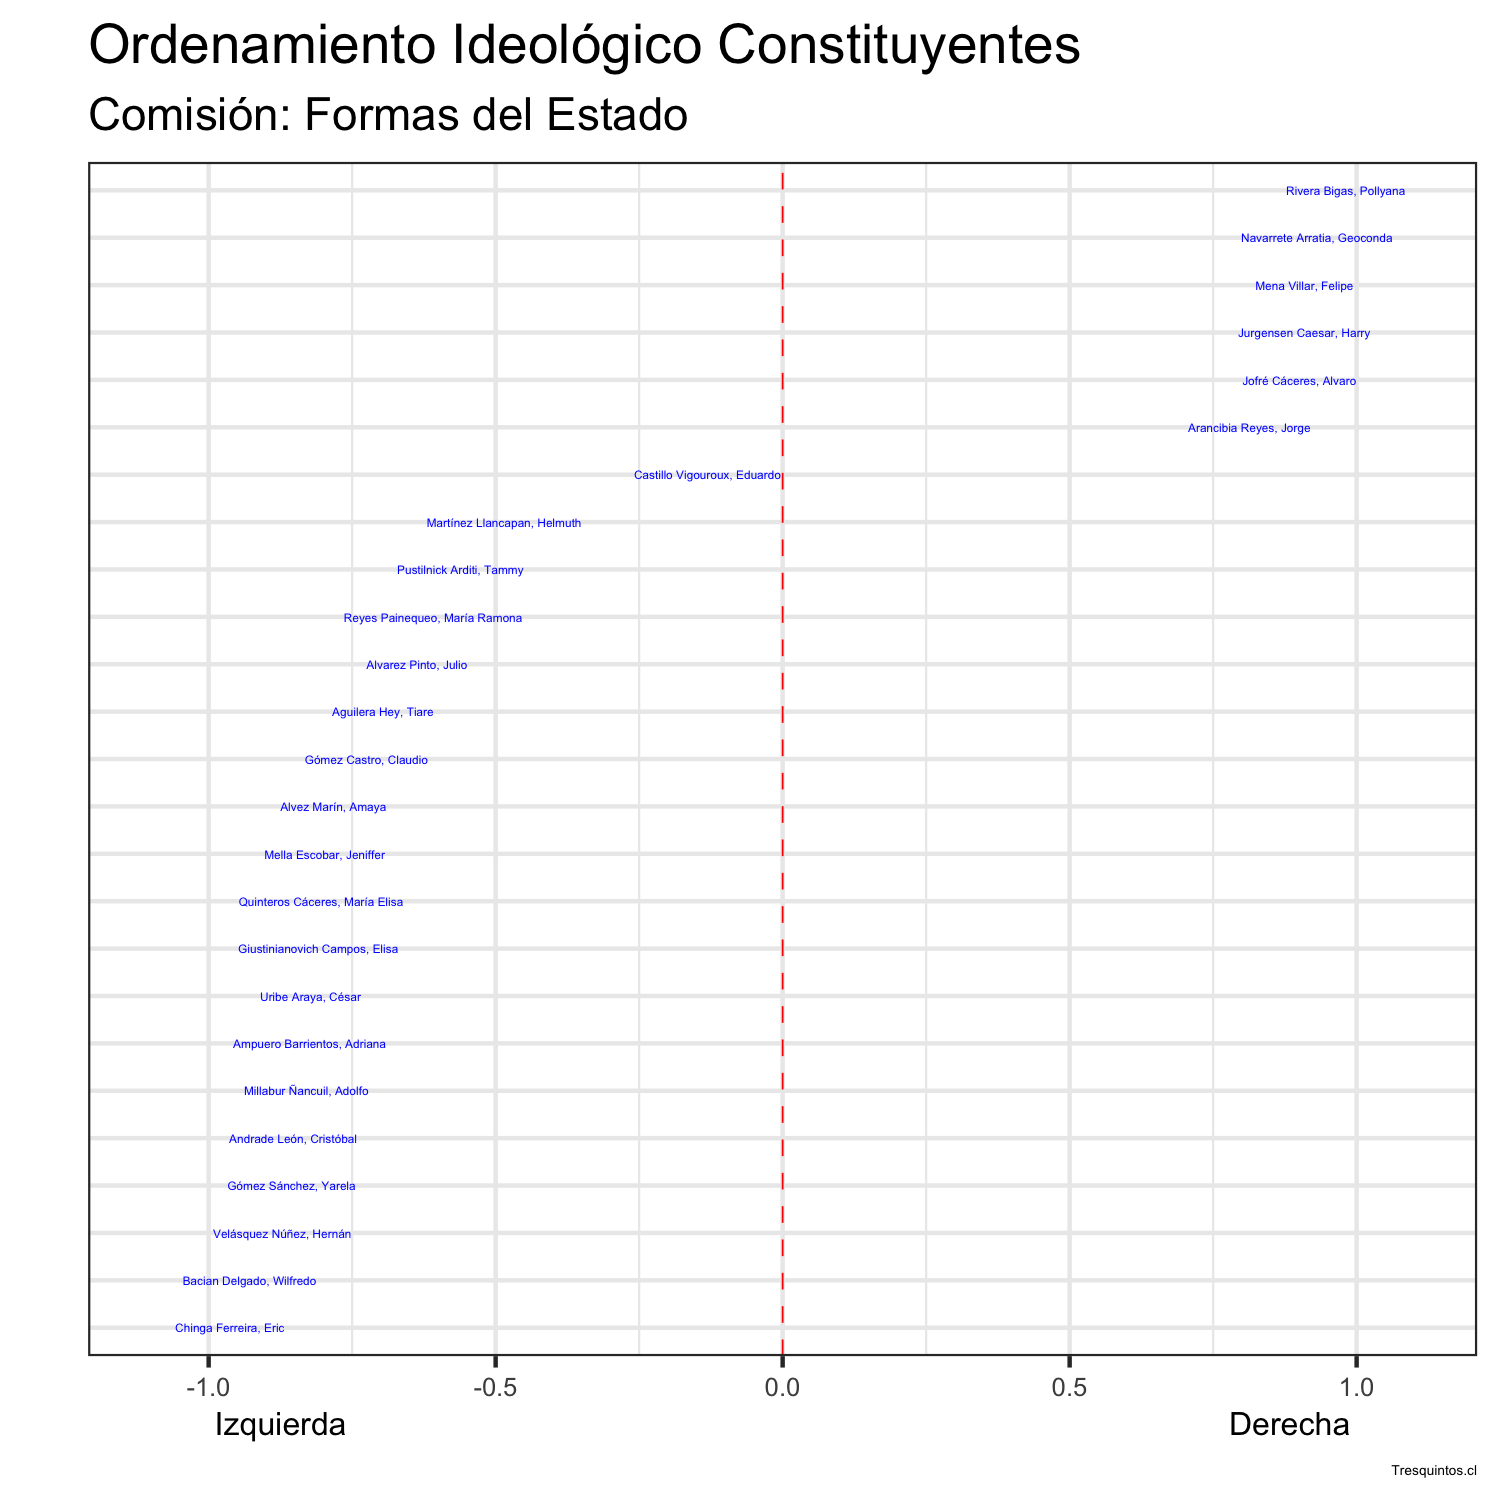 Ordenamiento Ideológico Constituyentes
Comisión: Formas del Estado
Rivera Bigas, Pollyana
Navarrete Arratia, Geoconda
Mena Villar, Felipe
Jurgensen Caesar, Harry
Jofré Cáceres, Alvaro
Arancibia Reyes, Jorge
Castillo Vigouroux, Eduardo
Martínez Llancapan, Helmuth
Pustilnick Arditi, Tammy
Reyes Painequeo, María Ramona
Alvarez Pinto, Julio
Aguilera Hey, Tiare
Gómez Castro, Claudio
Alvez Marín, Amaya
Mella Escobar, Jeniffer
Quinteros Cáceres, María Elisa
Giustinianovich Campos, Elisa
Uribe Araya, César
Ampuero Barrientos, Adriana
Millabur Ñancuil, Adolfo
Andrade León, Cristóbal
Gómez Sánchez, Yarela
Velásquez Núñez, Hernán
Bacian Delgado, Wilfredo
Chinga Ferreira, Eric
-1.0 -0.5 0.0 0.5 1.0
Izquierda Derecha
Tresquintos.cl